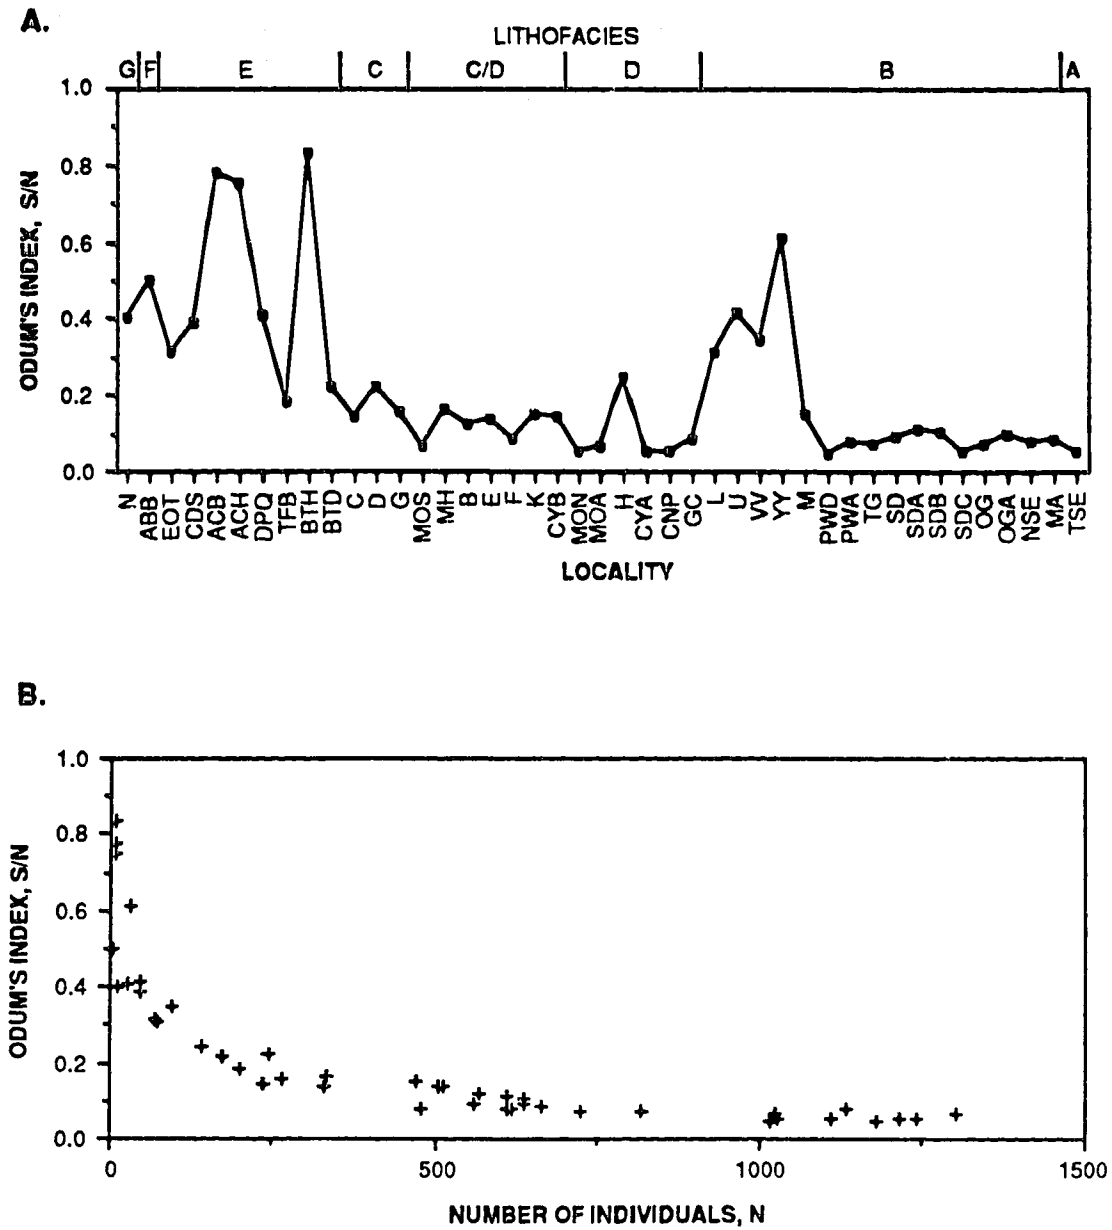 A.
LITHOFACIES
G F E C C/D D B A
1.0
0.8
0.6
0.4
0.2
0.0
ODUM'S INDEX, S/N
N ABB EOT CDS ACB ACH DPQ TFB BTH BTD C D G MOS MH B E F K CYB MON MOA H CYA CNP GC L U VV YY M PWD PWA TG SD SDA SDB SDC OG OGA NSE MA TSE
LOCALITY
B.
1.0
0.8
0.6
0.4
0.2
0.0
ODUM'S INDEX, S/N
0 500 1000 1500
NUMBER OF INDIVIDUALS, N